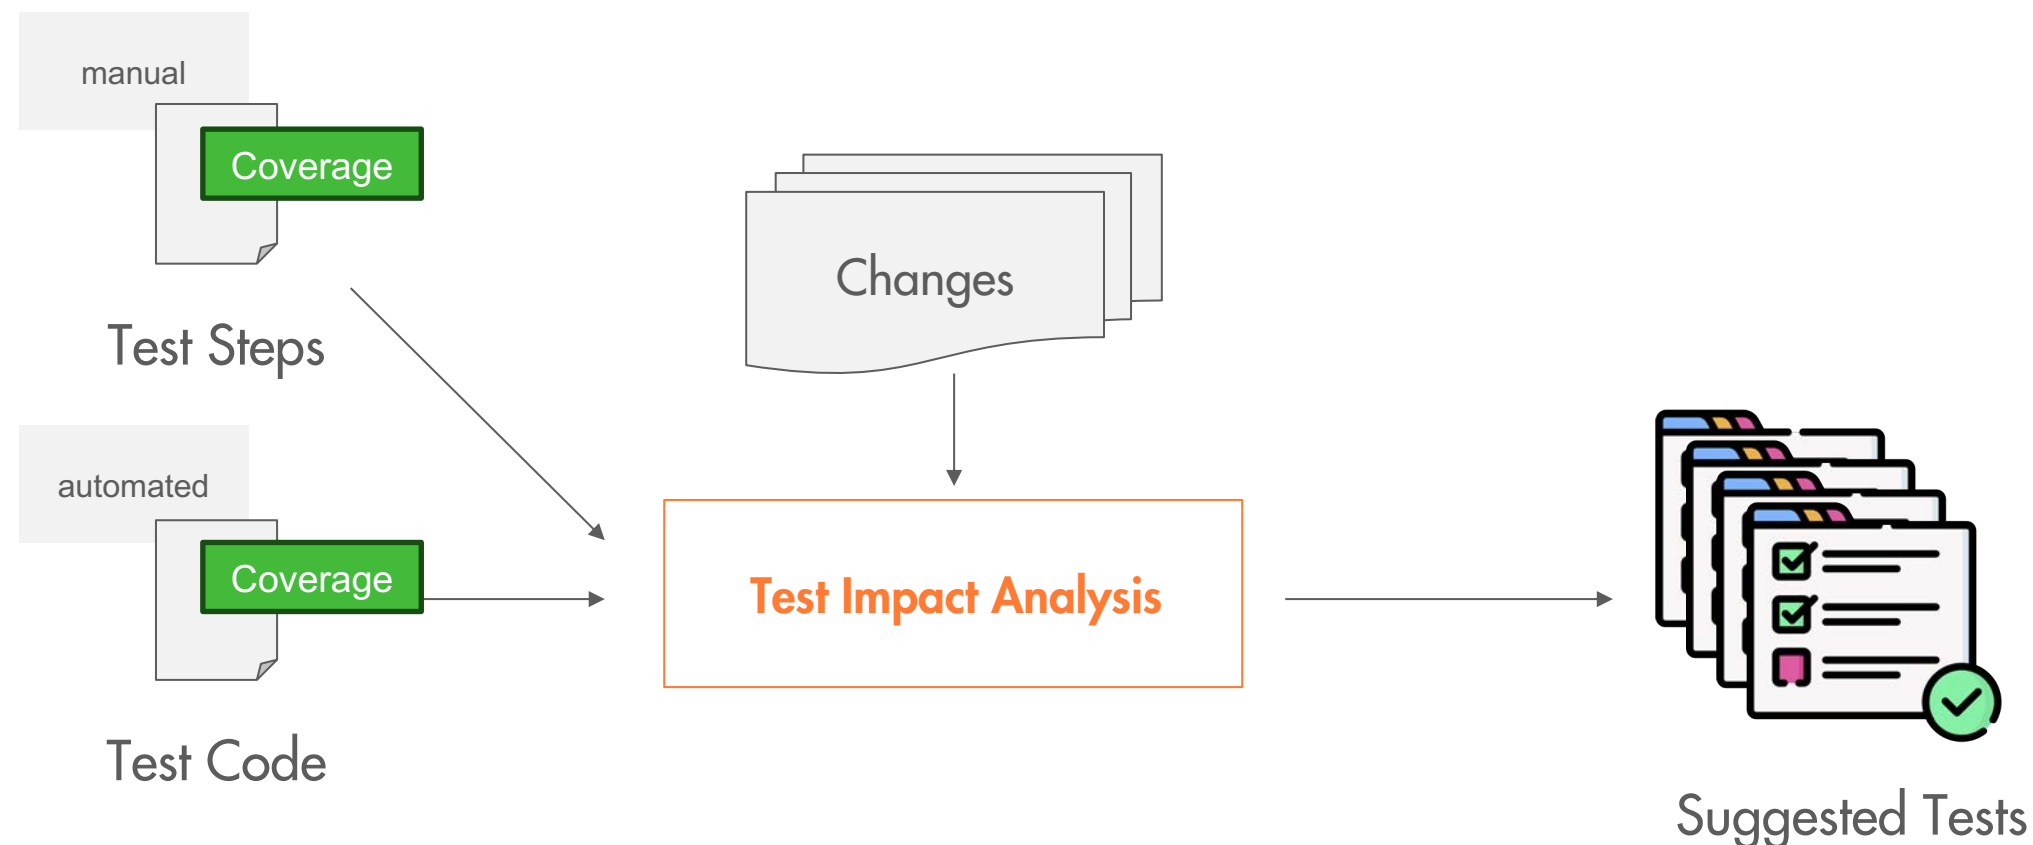 manual
Coverage
Test Steps
automated
Coverage
Test Code
Changes
Test Impact Analysis
Suggested Tests